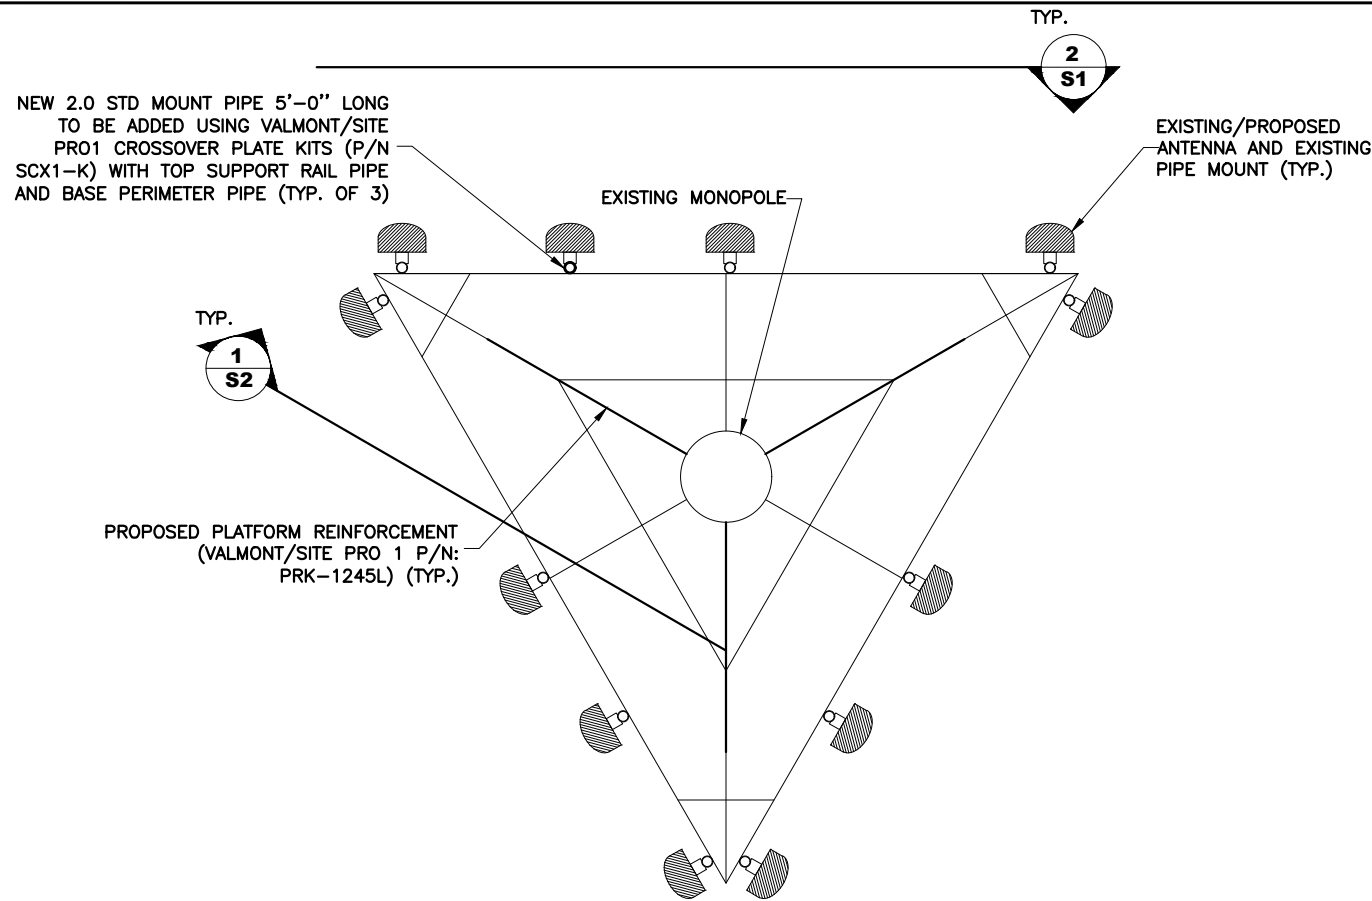 TYP.
2
S1
NEW 2.0 STD MOUNT PIPE 5'-0" LONG
TO BE ADDED USING VALMONT/SITE
PRO1 CROSSOVER PLATE KITS (P/N
SCX1-K) WITH TOP SUPPORT RAIL PIPE
AND BASE PERIMETER PIPE (TYP. OF 3)
EXISTING/PROPOSED
ANTENNA AND EXISTING
PIPE MOUNT (TYP.)
EXISTING MONOPOLE
TYP.
1
S2
PROPOSED PLATFORM REINFORCEMENT
(VALMONT/SITE PRO 1 P/N:
PRK-1245L) (TYP.)